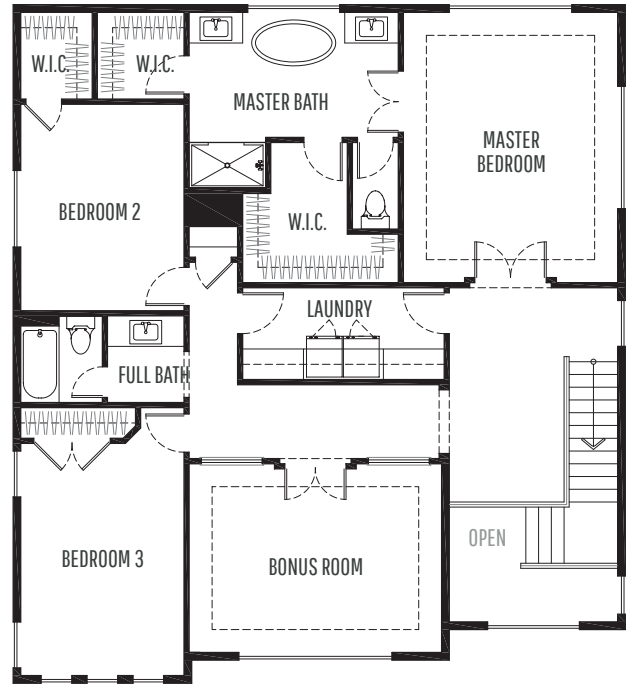 W.I.C.
W.I.C.
MASTER BATH
MASTER
BEDROOM
BEDROOM 2
W.I.C.
LAUNDRY
FULL BATH
OPEN
BEDROOM 3
BONUS ROOM